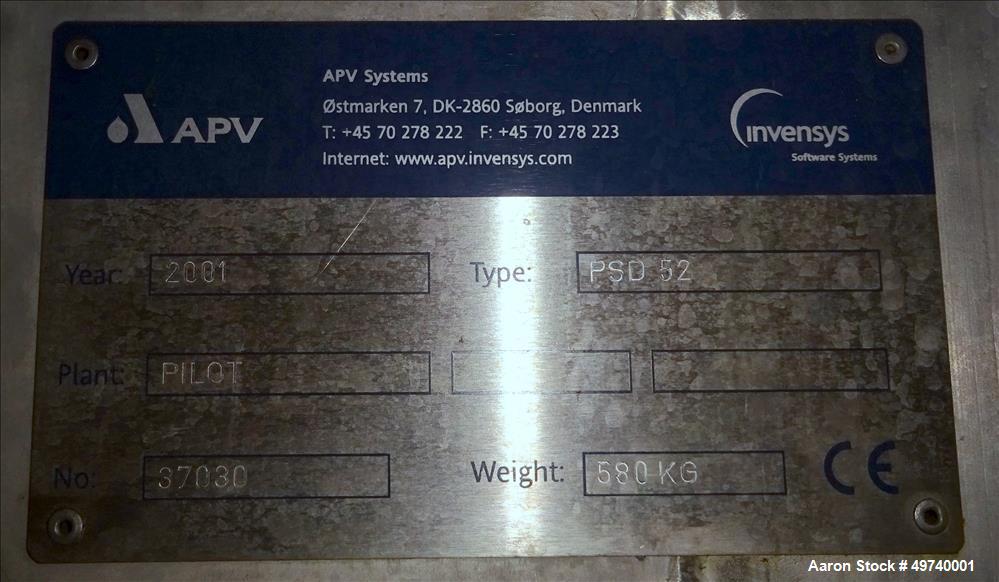 APV
APV Systems
Østmarken 7, DK-2860 Søborg, Denmark
T: +45 70 278 222 F: +45 70 278 223
Internet: www.apv.invensys.com
invensys
Software Systems
Year: 2001 Type: PSD 52
Plant: PILOT
No: 37030 Weight: 580 KG
CE
Aaron Stock # 49740001